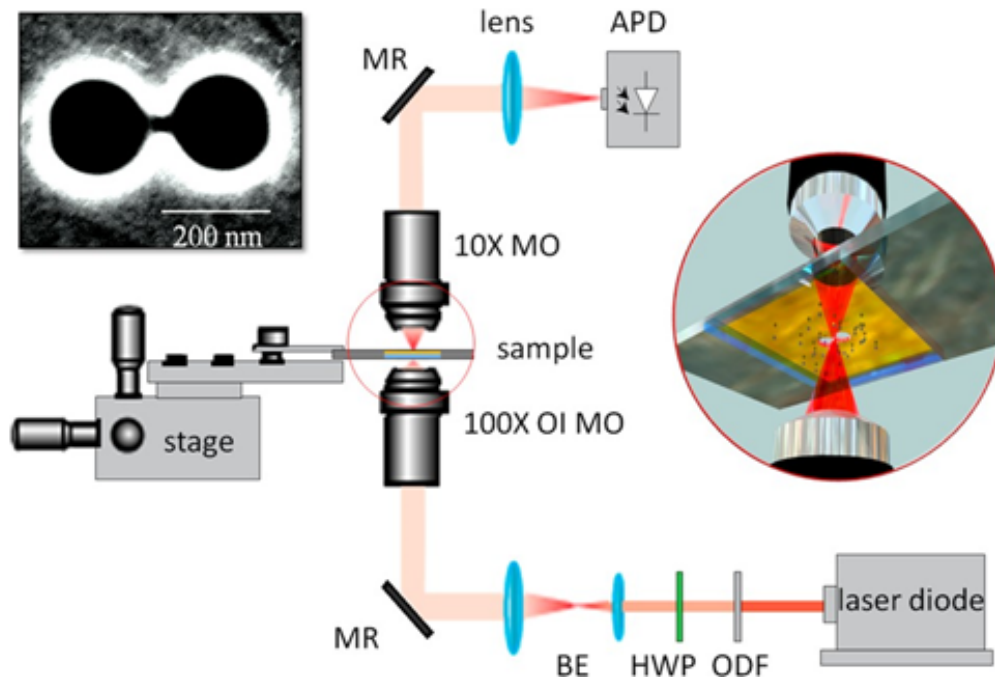 lens
APD
MR
200 nm
10X MO
sample
100X OI MO
stage
laser diode
MR
BE
HWP
ODF